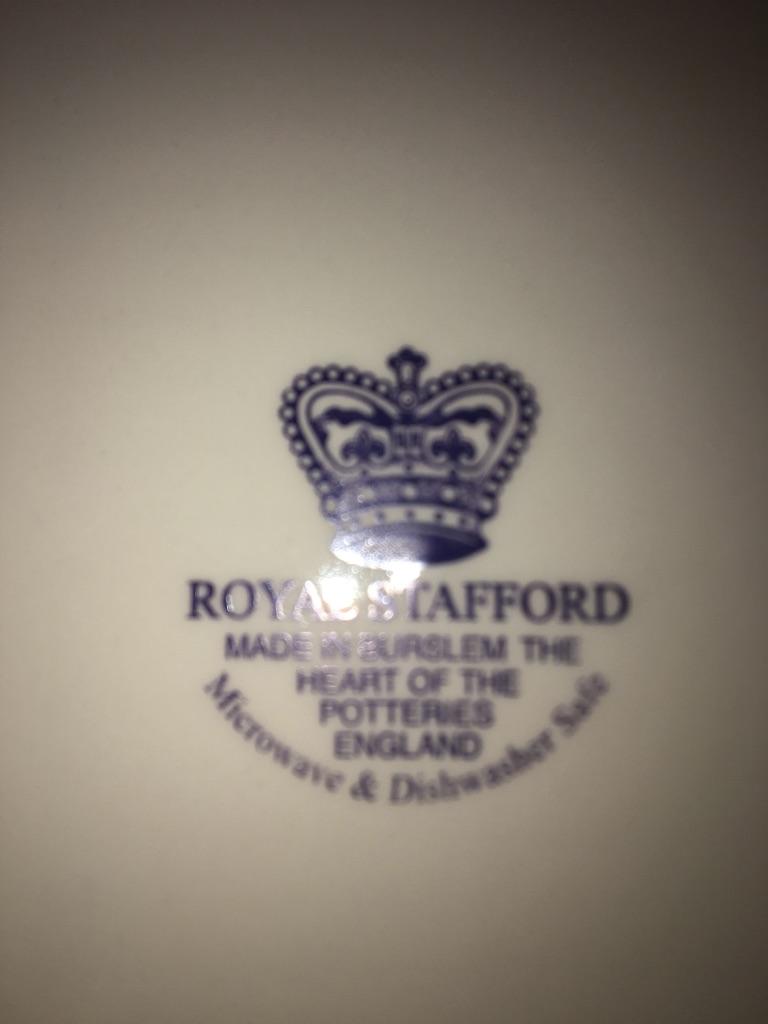 ROYAL STAFFORD
MADE IN BURSLEM THE
HEART OF THE
POTTERIES
ENGLAND
Microwave & Dishwasher Safe